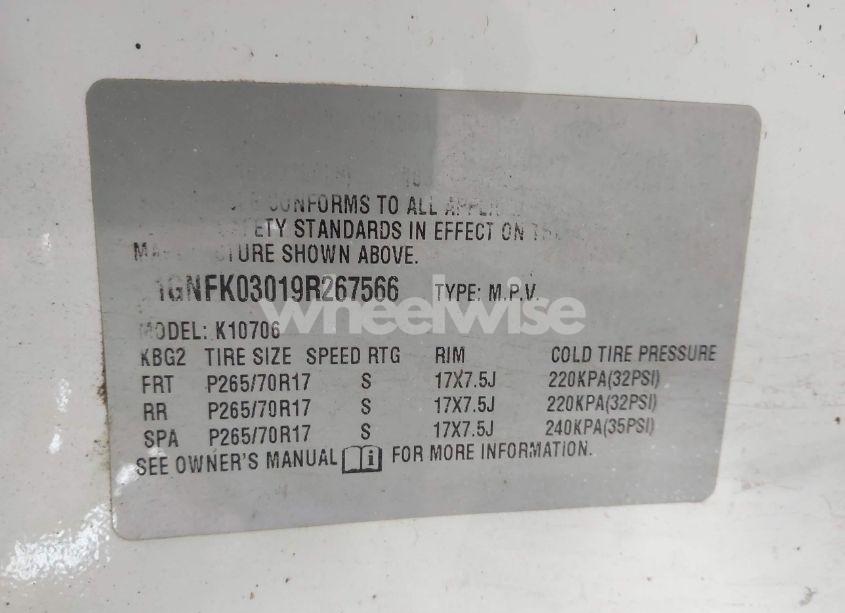 CONFORMS TO ALL
SAFETY STANDARDS IN EFFECT ON
SHOWN ABOVE.
1GNFK03019R267566 TYPE: M.P.V.
wheelwise
MODEL: K10706
KBG2 TIRE SIZE SPEED RTG RIM COLD TIRE PRESSURE
FRT P265/70R17 S 17X7.5J 220KPA(32PSI)
RR P265/70R17 S 17X7.5J 220KPA(32PSI)
SPA P265/70R17 S 17X7.5J 240KPA(35PSI)
SEE OWNER'S MANUAL FOR MORE INFORMATION.